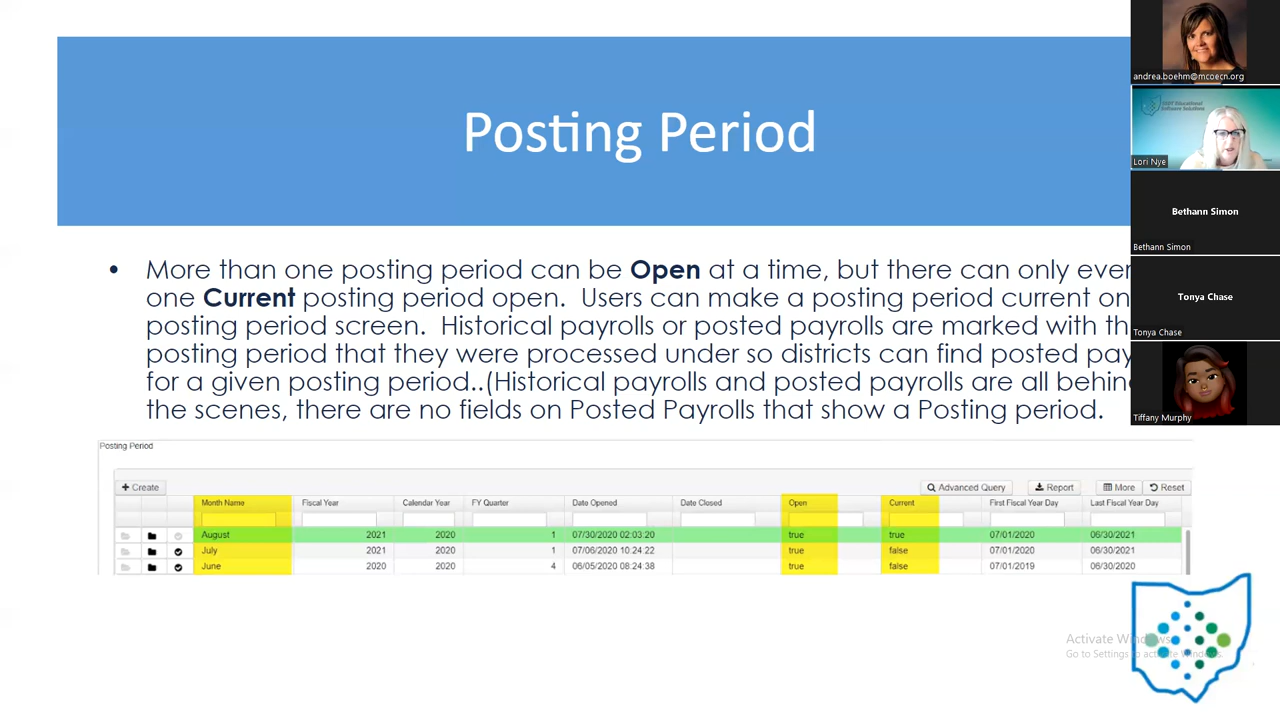 Posting Period
• More than one posting period can be Open at a time, but there can only ever
one Current posting period open. Users can make a posting period current on
posting period screen. Historical payrolls or posted payrolls are marked with th
posting period that they were processed under so districts can find posted pay
for a given posting period..(Historical payrolls and posted payrolls are all behin
the scenes, there are no fields on Posted Payrolls that show a Posting period.
Posting Period
+ Create Advanced Query Report More Reset
Month Name Fiscal Year Calendar Year FY Quarter Date Opened Date Closed Open Current First Fiscal Year Day Last Fiscal Year Day
August 2021 2020 1 07/30/2020 02:03:20 true true 07/01/2020 06/30/2021
July 2021 2020 1 07/06/2020 10:24:22 true false 07/01/2020 06/30/2021
June 2020 2020 4 06/05/2020 08:24:38 true false 07/01/2019 06/30/2020
Activate Windows
Go to Settings to activate Windows.
andrea.boehm@mcoecn.org
SSDT Educational
Software Solutions
Lori Nye
Bethann Simon
Bethann Simon
Tonya Chase
Tonya Chase
Tiffany Murphy